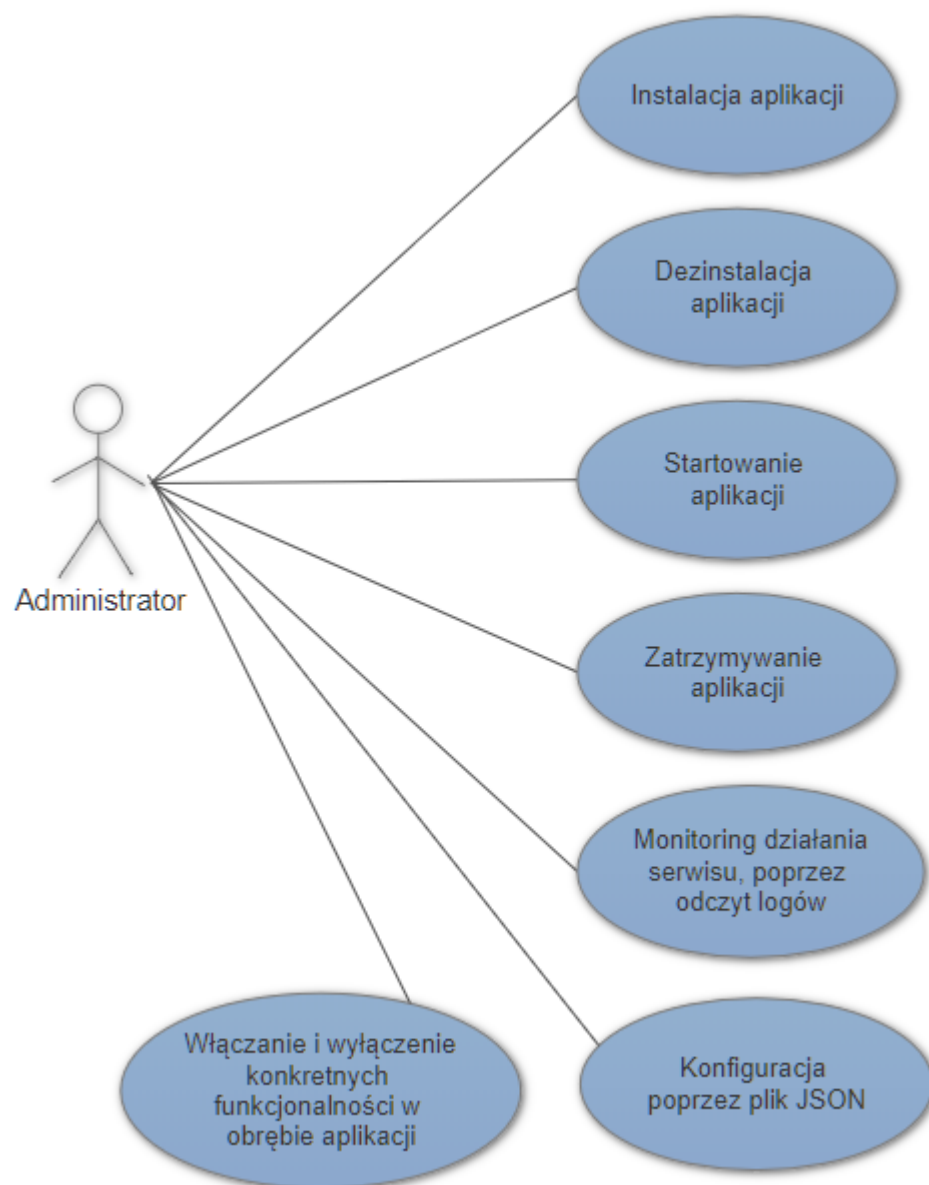 Instalacja aplikacji
Dezinstalacja
aplikacji
Startowanie
aplikacji
Administrator
Zatrzymywanie
aplikacji
Monitoring działania
serwisu, poprzez
odczyt logów
Włączanie i wyłączenie
konkretnych
funkcjonalności w
obrębie aplikacji
Konfiguracja
poprzez plik JSON